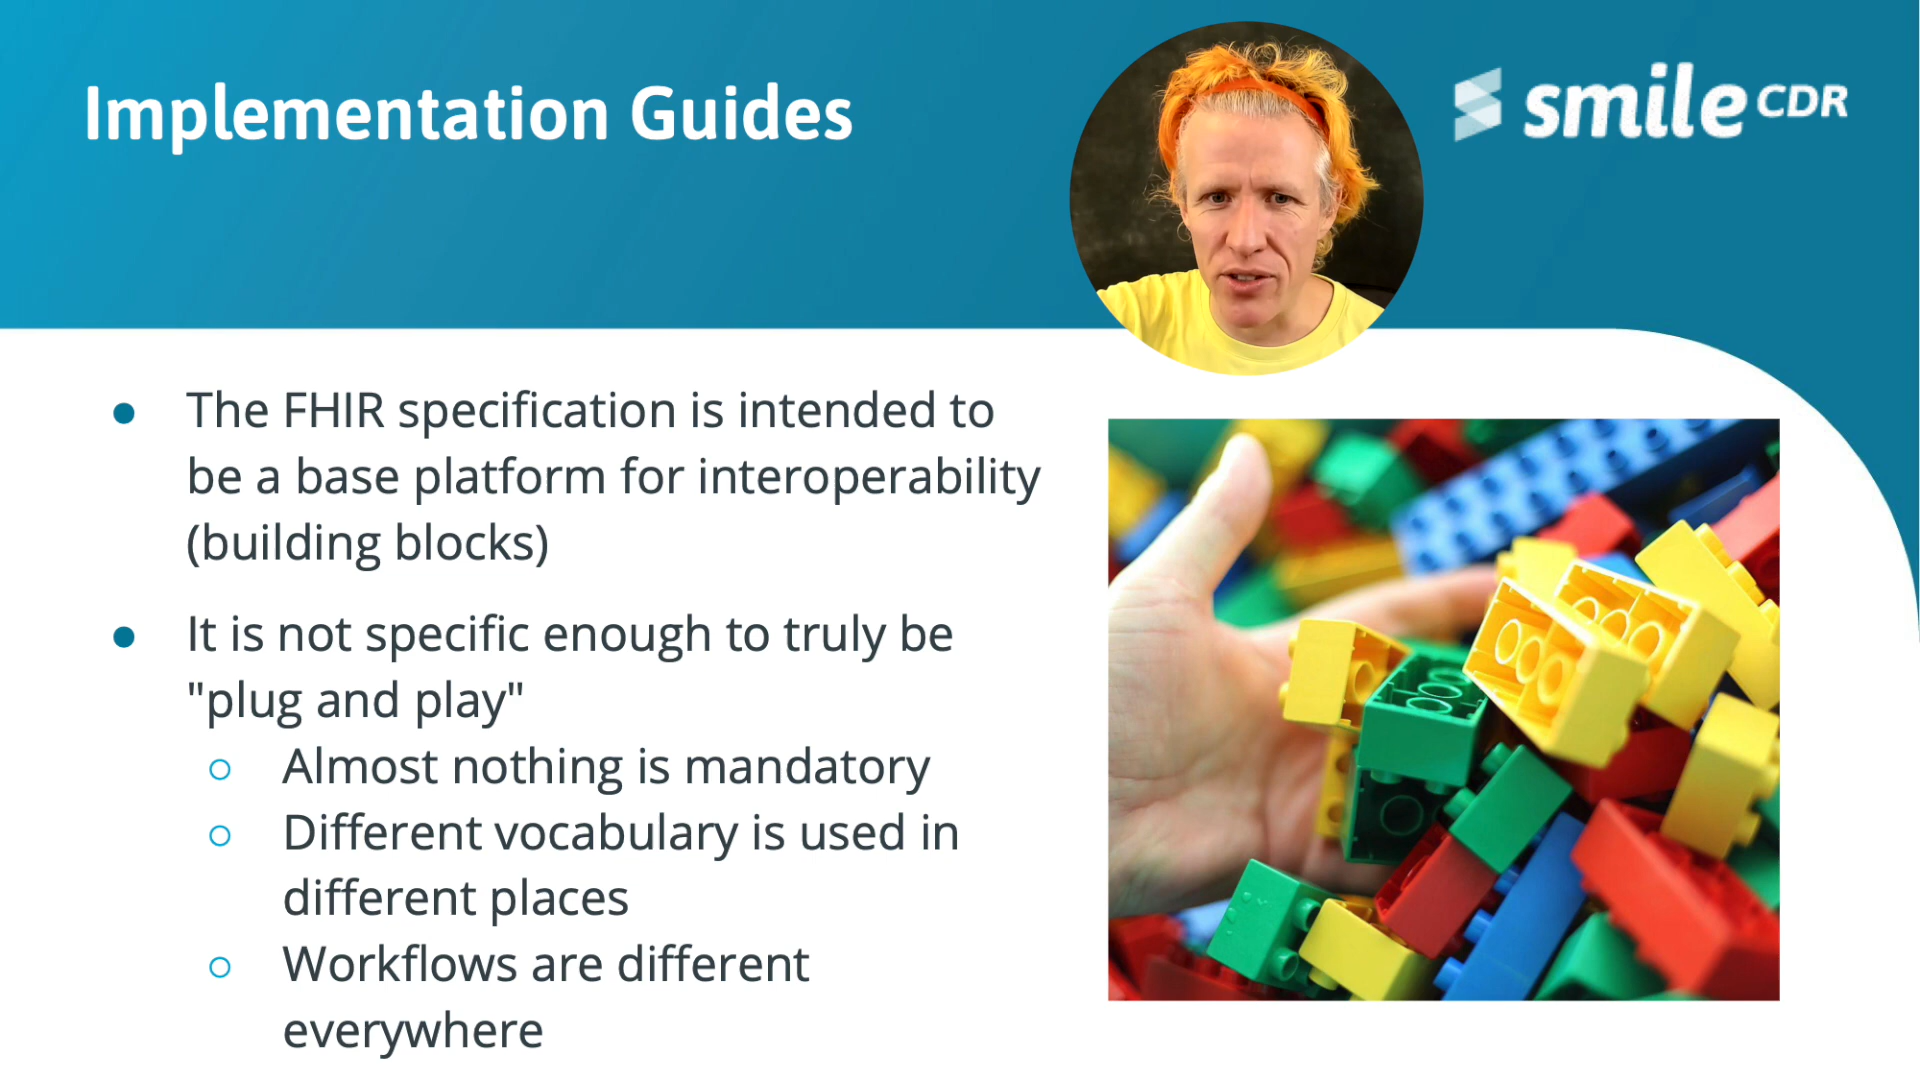 Implementation Guides
smile CDR
● The FHIR specification is intended to
be a base platform for interoperability
(building blocks)
● It is not specific enough to truly be
"plug and play"
○ Almost nothing is mandatory
○ Different vocabulary is used in
different places
○ Workflows are different
everywhere